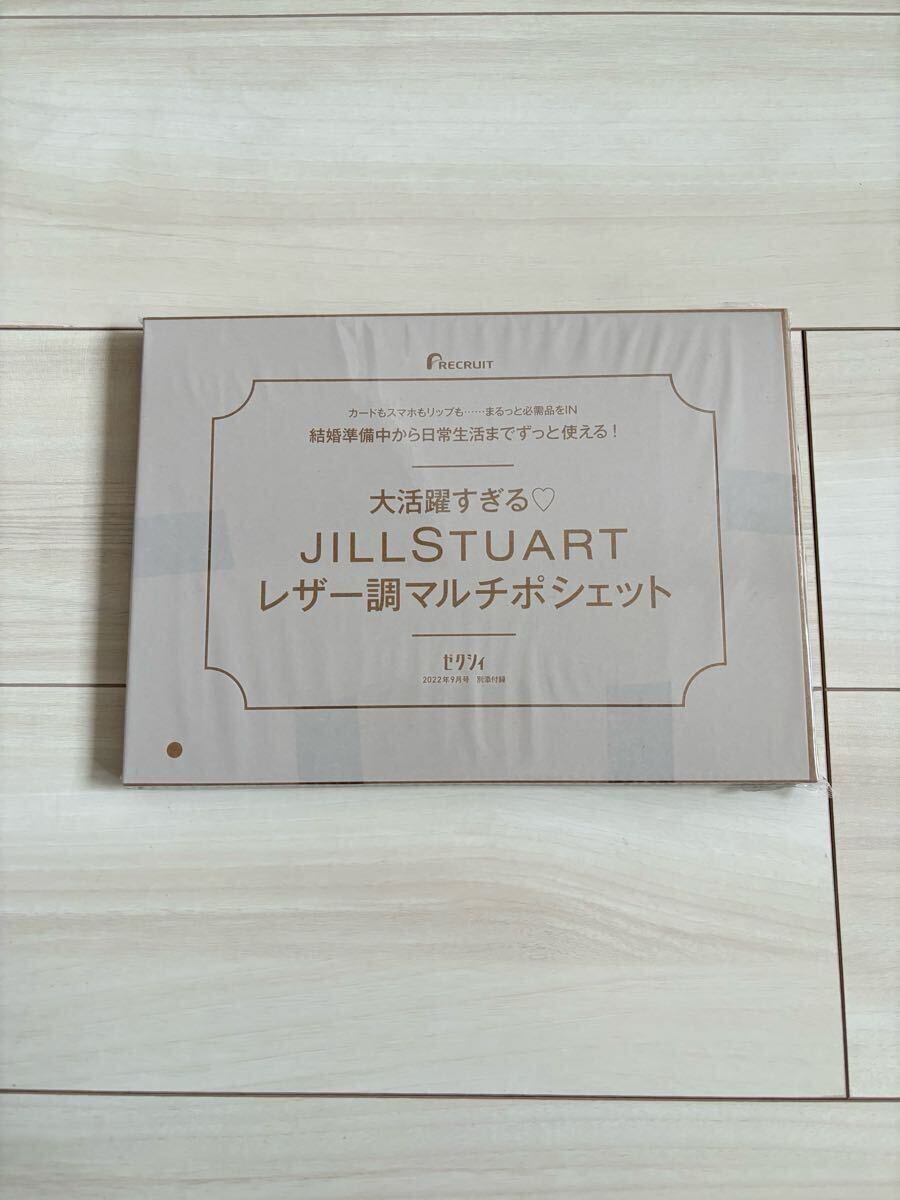 RECRUIT
カードもスマホもリップも……まるっと必需品をIN
結婚準備中から日常生活までずっと使える!
大活躍すぎる♡
JILLSTUART
レザー調マルチポシェット
ゼクシィ
2022年9月号 別添付録